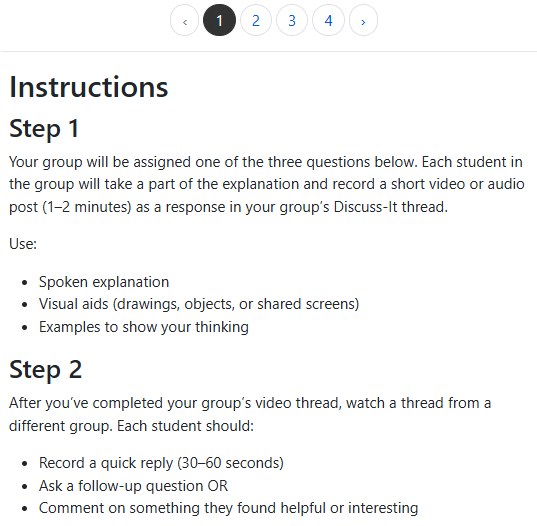 ‹ 1 2 3 4 ›
Instructions
Step 1
Your group will be assigned one of the three questions below. Each student in
the group will take a part of the explanation and record a short video or audio
post (1–2 minutes) as a response in your group’s Discuss-It thread.
Use:
• Spoken explanation
• Visual aids (drawings, objects, or shared screens)
• Examples to show your thinking
Step 2
After you’ve completed your group’s video thread, watch a thread from a
different group. Each student should:
• Record a quick reply (30–60 seconds)
• Ask a follow-up question OR
• Comment on something they found helpful or interesting